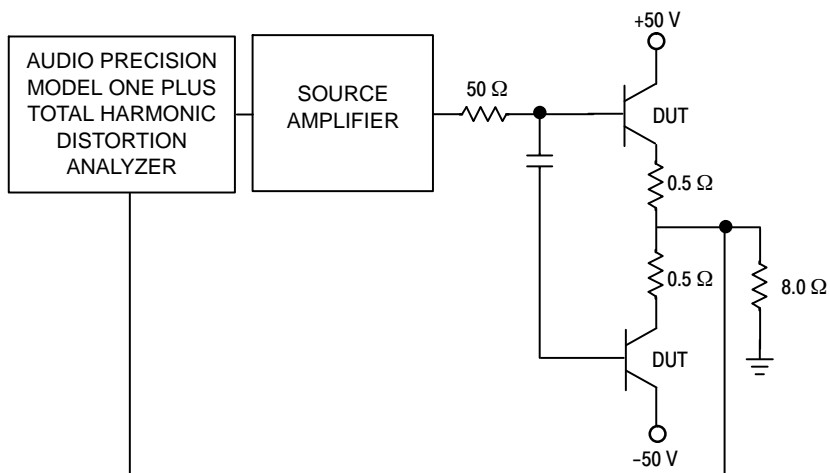 AUDIO PRECISION
MODEL ONE PLUS
TOTAL HARMONIC
DISTORTION
ANALYZER
SOURCE
AMPLIFIER
50 Ω
+50 V
DUT
0.5 Ω
0.5 Ω
8.0 Ω
DUT
−50 V